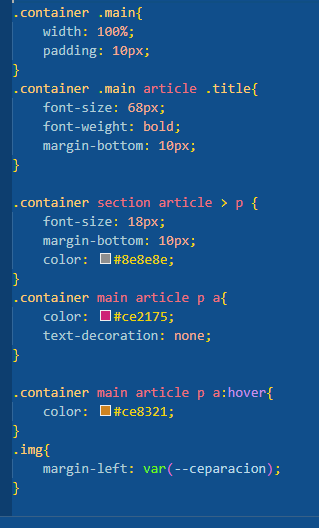 .container .main{
width: 100%;
padding: 10px;
}
.container .main article .title{
font-size: 68px;
font-weight: bold;
margin-bottom: 10px;
}
.container section article > p {
font-size: 18px;
margin-bottom: 10px;
color: #8e8e8e;
}
.container main article p a{
color: #ce2175;
text-decoration: none;
}
.container main article p a:hover{
color: #ce8321;
}
.img{
margin-left: var(--ceparacion);
}